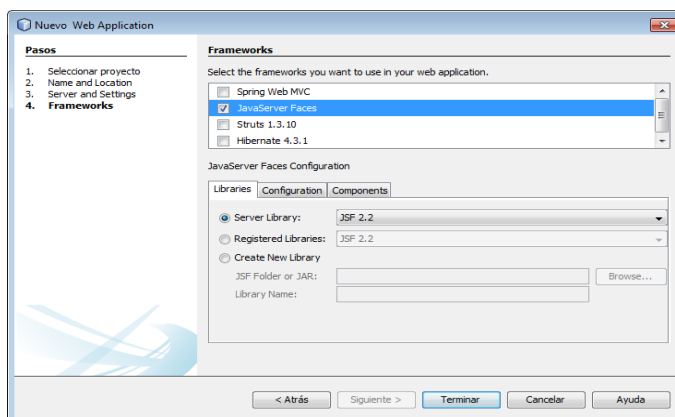 Nuevo Web Application
Pasos
1. Seleccionar proyecto
2. Name and Location
3. Server and Settings
4. Frameworks
Frameworks
Select the frameworks you want to use in your web application.
Spring Web MVC
JavaServer Faces
Struts 1.3.10
Hibernate 4.3.1
JavaServer Faces Configuration
Libraries Configuration Components
Server Library: JSF 2.2
Registered Libraries: JSF 2.2
Create New Library
JSF Folder or JAR: Browse...
Library Name:
< Atrás Siguiente > Terminar Cancelar Ayuda